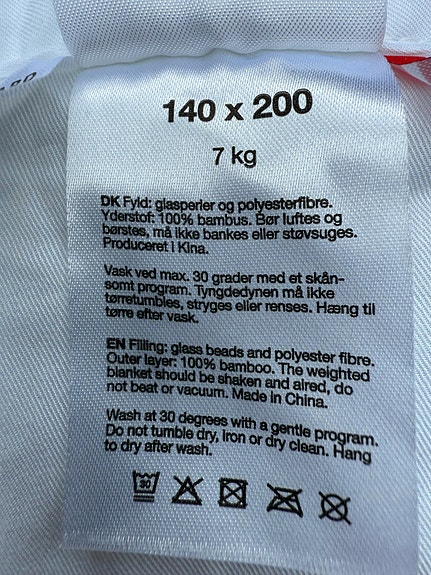 140 x 200
7 kg
DK Fyld: glasperler og polyesterfibre.
Yderstof: 100% bambus. Bør luftes og
børstes, må ikke bankes eller støvsuges.
Produceret i Kina.
Vask ved max. 30 grader med et skån-
somt program. Tyngdedynen må ikke
tørretumbles, stryges eller renses. Hæng til
tørre efter vask.
EN Filling: glass beads and polyester fibre.
Outer layer: 100% bamboo. The weighted
blanket should be shaken and aired, do
not beat or vacuum. Made in China.
Wash at 30 degrees with a gentle program.
Do not tumble dry, iron or dry clean. Hang
to dry after wash.
30